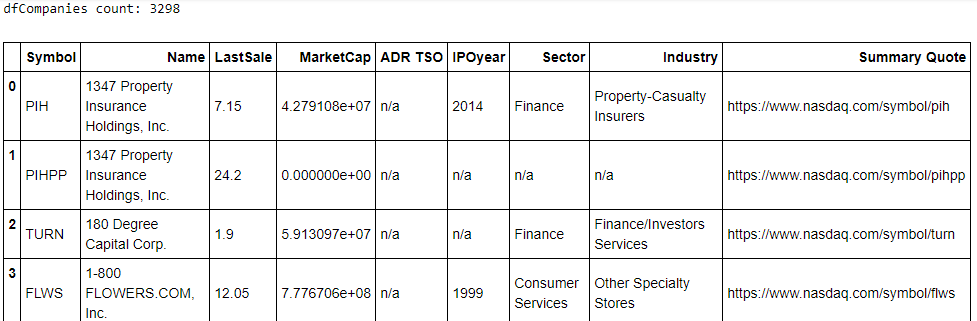 dfCompanies count: 3298
Symbol Name LastSale MarketCap ADR TSO IPOyear Sector Industry Summary Quote
0 PIH 1347 Property Insurance Holdings, Inc. 7.15 4.279108e+07 n/a 2014 Finance Property-Casualty Insurers https://www.nasdaq.com/symbol/pih
1 PIHPP 1347 Property Insurance Holdings, Inc. 24.2 0.000000e+00 n/a n/a n/a n/a https://www.nasdaq.com/symbol/pihpp
2 TURN 180 Degree Capital Corp. 1.9 5.913097e+07 n/a n/a Finance Finance/Investors Services https://www.nasdaq.com/symbol/turn
3 FLWS 1-800 FLOWERS.COM, Inc. 12.05 7.776706e+08 n/a 1999 Consumer Services Other Specialty Stores https://www.nasdaq.com/symbol/flws